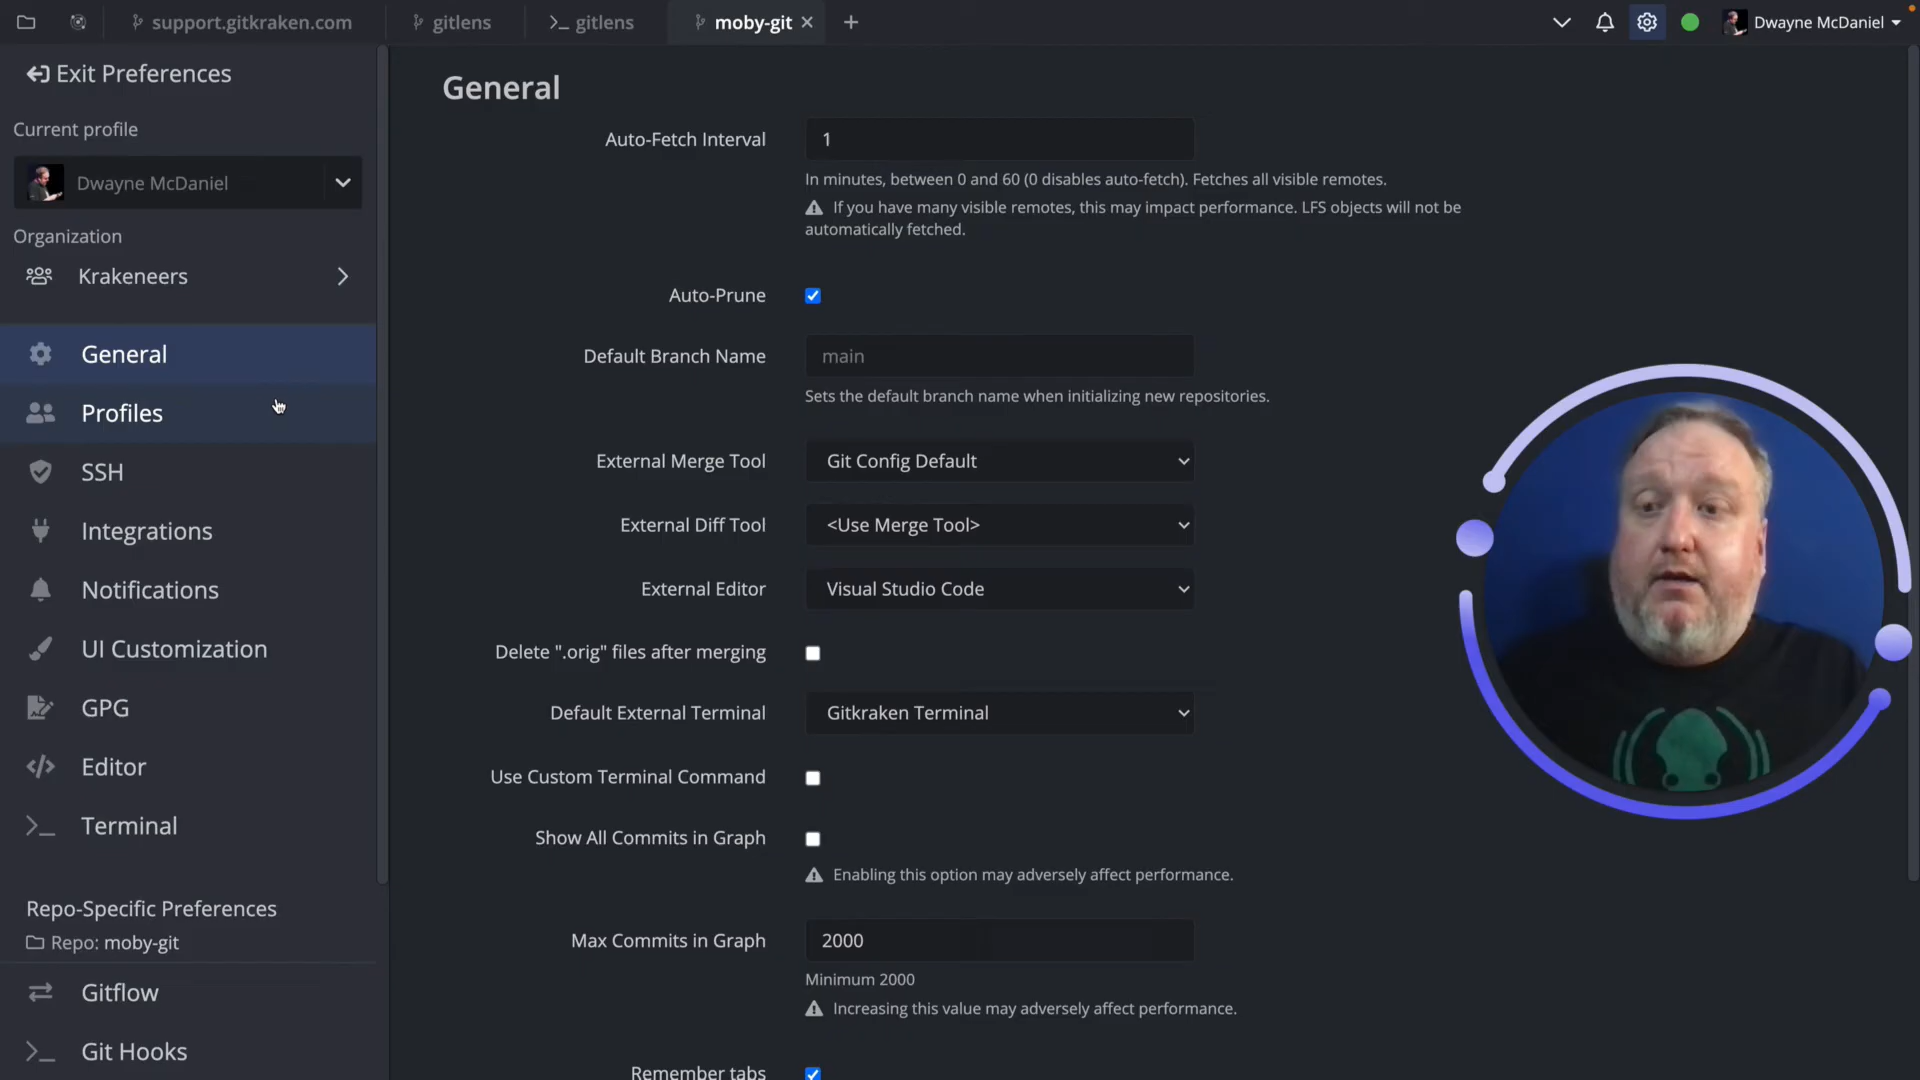 support.gitkraken.com
gitlens
gitlens
moby-git
Dwayne McDaniel
Exit Preferences
Current profile
Dwayne McDaniel
Organization
Krakeneers
General
Profiles
SSH
Integrations
Notifications
UI Customization
GPG
Editor
Terminal
Repo-Specific Preferences
Repo: moby-git
Gitflow
Git Hooks
General
Auto-Fetch Interval
1
In minutes, between 0 and 60 (0 disables auto-fetch). Fetches all visible remotes.
If you have many visible remotes, this may impact performance. LFS objects will not be
automatically fetched.
Auto-Prune
Default Branch Name
main
Sets the default branch name when initializing new repositories.
External Merge Tool
Git Config Default
External Diff Tool
<Use Merge Tool>
External Editor
Visual Studio Code
Delete ".orig" files after merging
Default External Terminal
Gitkraken Terminal
Use Custom Terminal Command
Show All Commits in Graph
Enabling this option may adversely affect performance.
Max Commits in Graph
2000
Minimum 2000
Increasing this value may adversely affect performance.
Remember tabs